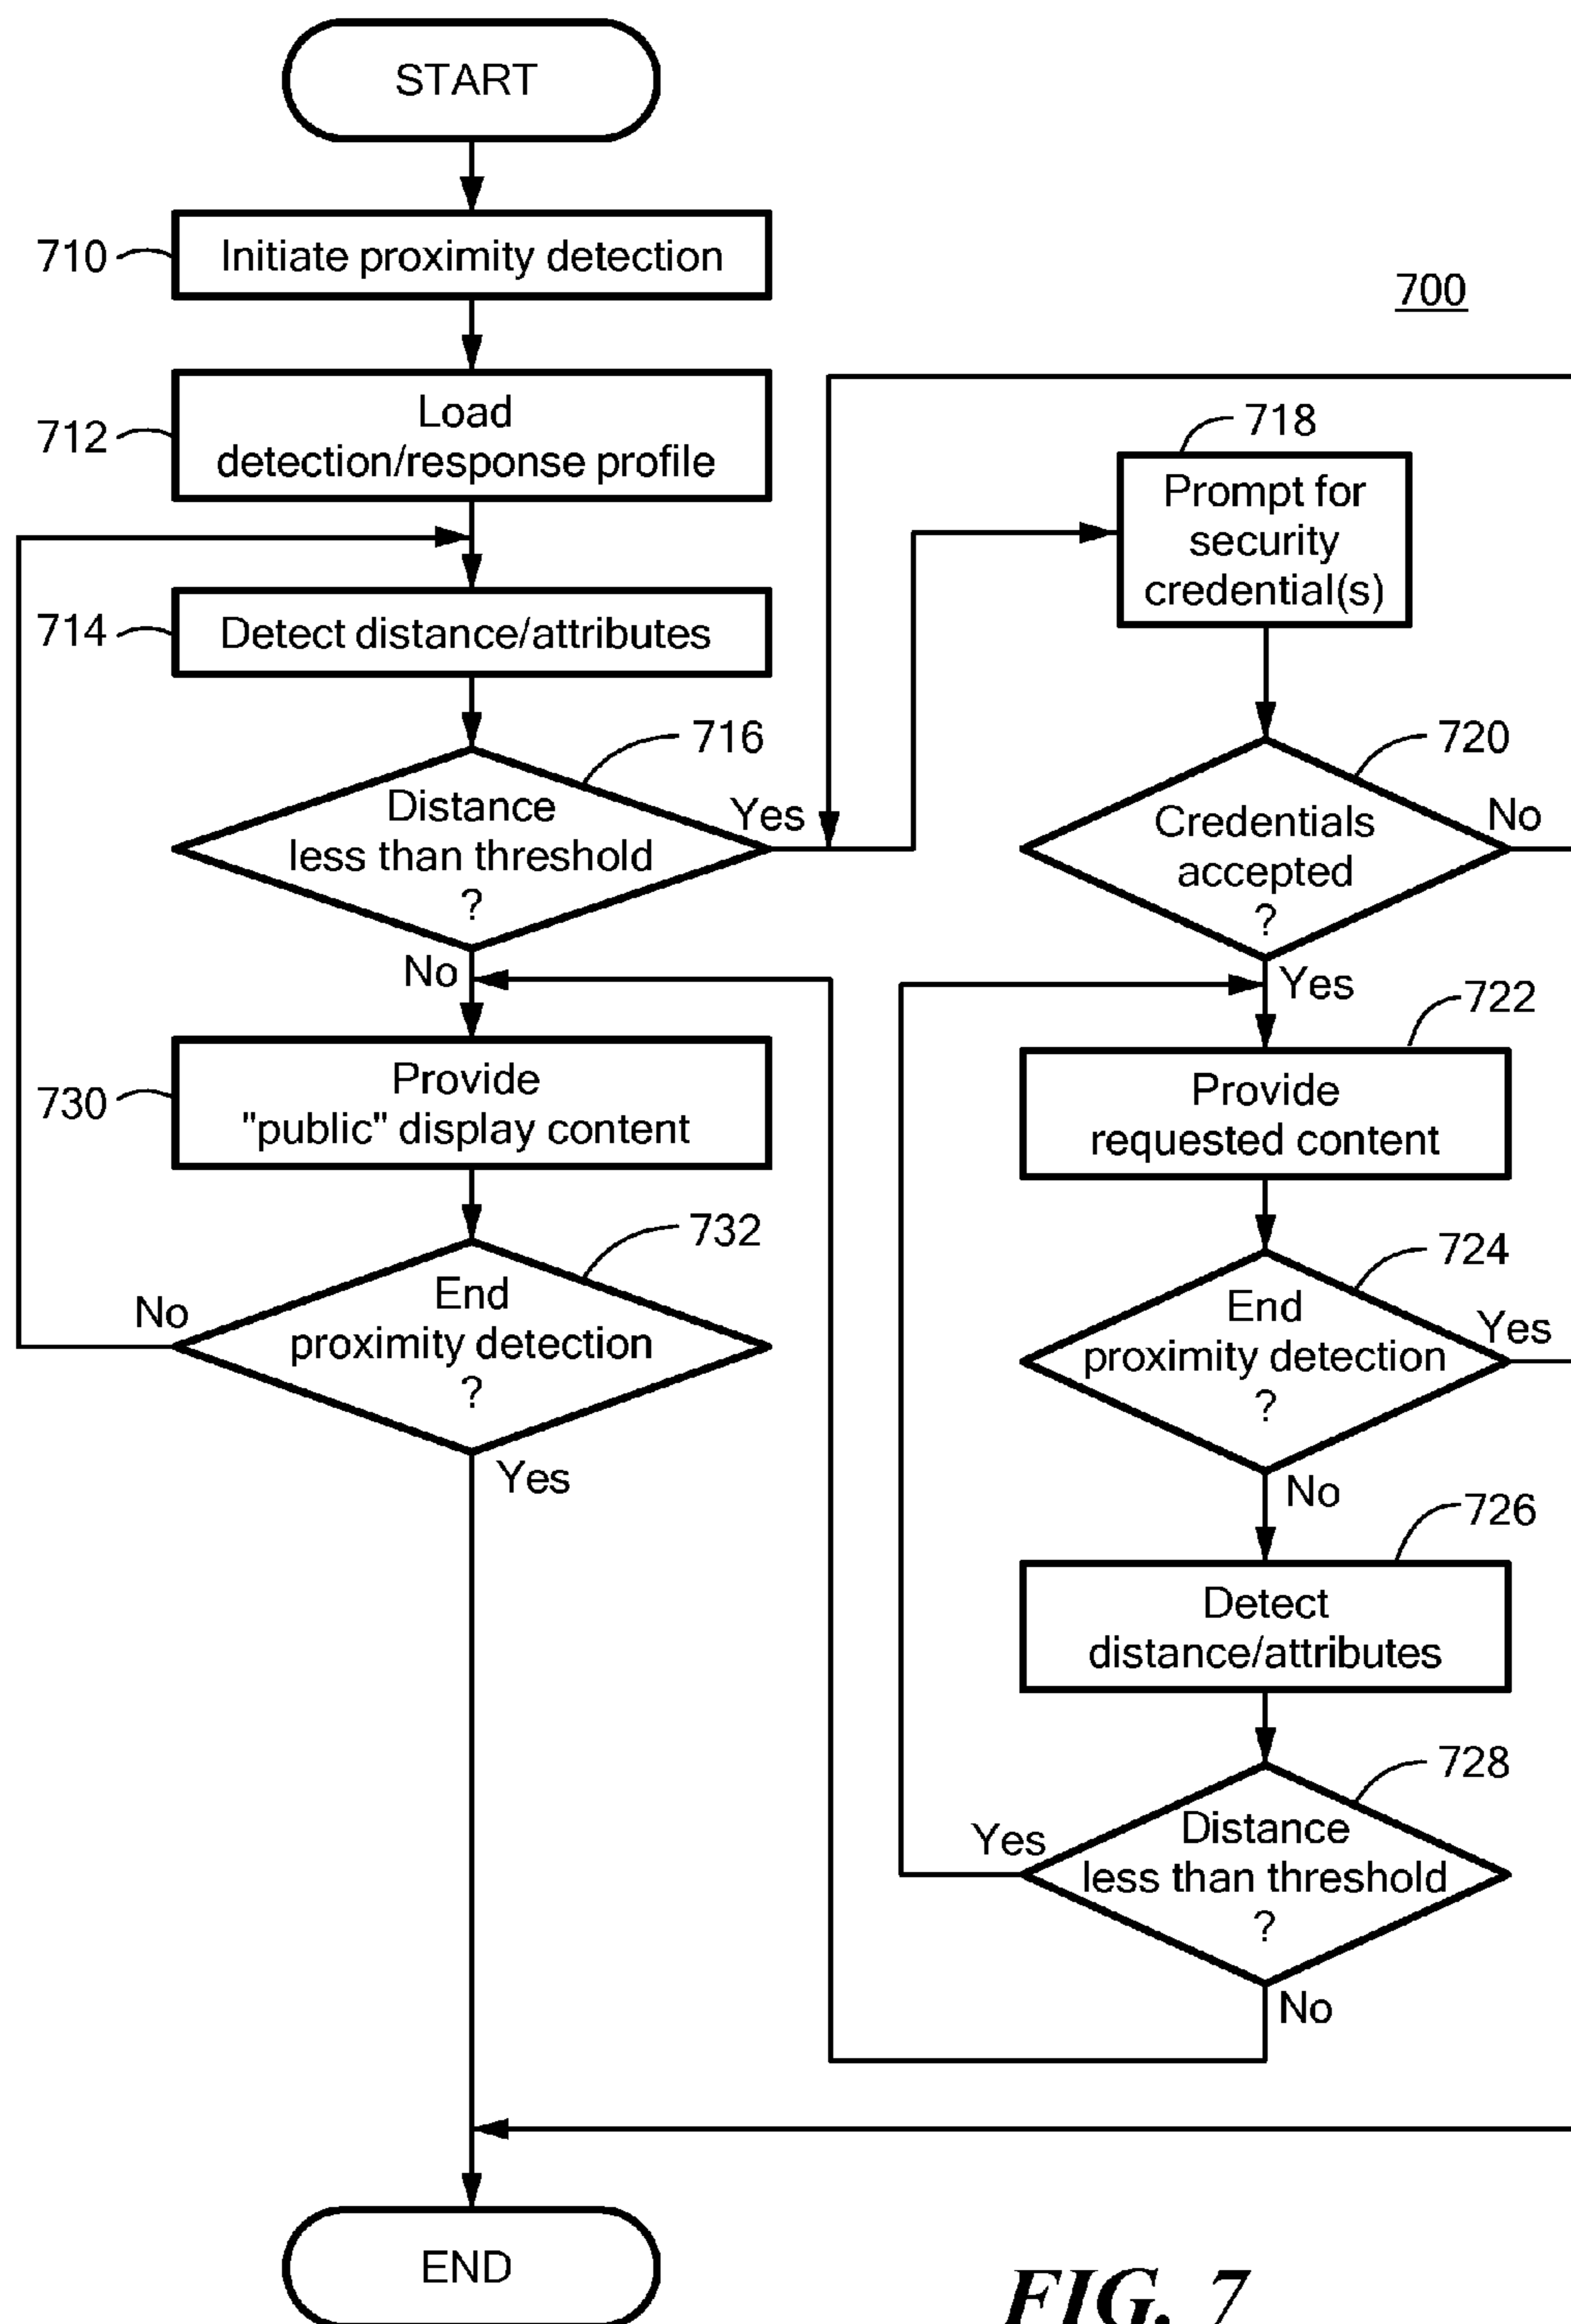 START
710
Initiate proximity detection
700
712
Load
detection/response profile
718
Prompt for
security
credential(s)
714
Detect distance/attributes
716
Distance
less than threshold
?
Yes
No
720
Credentials
accepted
?
No
Yes
722
Provide
requested content
730
Provide
"public" display content
732
End
proximity detection
?
No
Yes
724
End
proximity detection
?
Yes
No
726
Detect
distance/attributes
728
Distance
less than threshold
?
Yes
No
END
FIG. 7